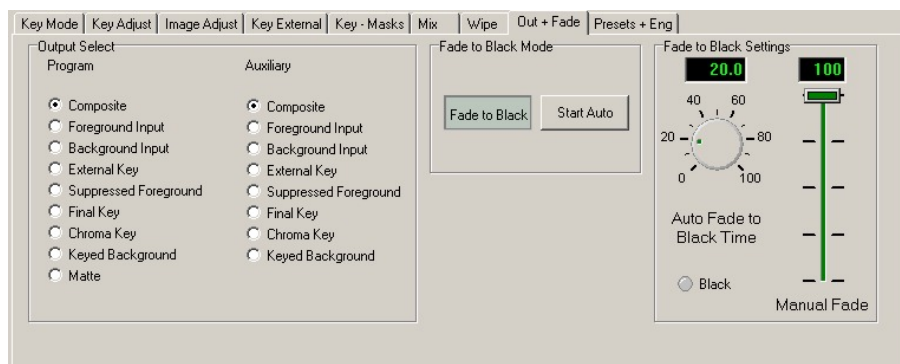 Key Mode Key Adjust Image Adjust Key External Key - Masks Mix Wipe Out + Fade Presets + Eng
Output Select
Program Auxiliary
Composite Composite
Foreground Input Foreground Input
Background Input Background Input
External Key External Key
Suppressed Foreground Suppressed Foreground
Final Key Final Key
Chroma Key Chroma Key
Keyed Background Keyed Background
Matte
Fade to Black Mode
Fade to Black Start Auto
Fade to Black Settings
20.0 100
40 60
20 80
0 100
Auto Fade to
Black Time
Black
Manual Fade